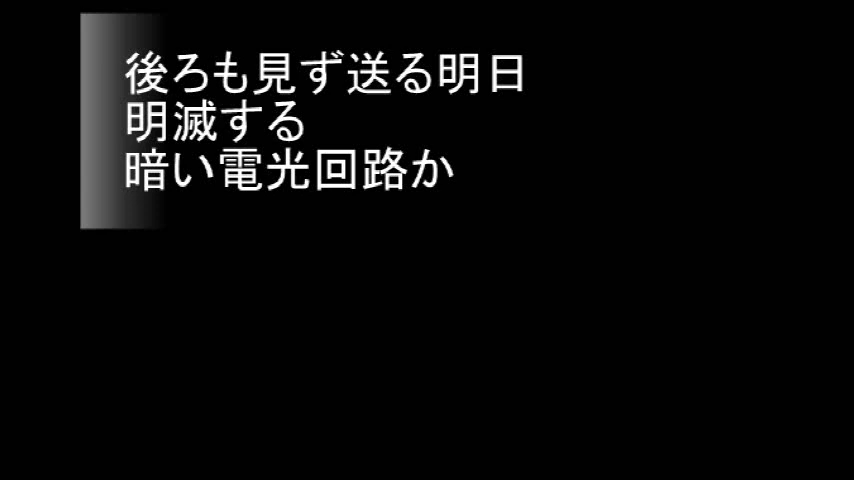 後ろも見ず送る明日
明滅する
暗い電光回路か